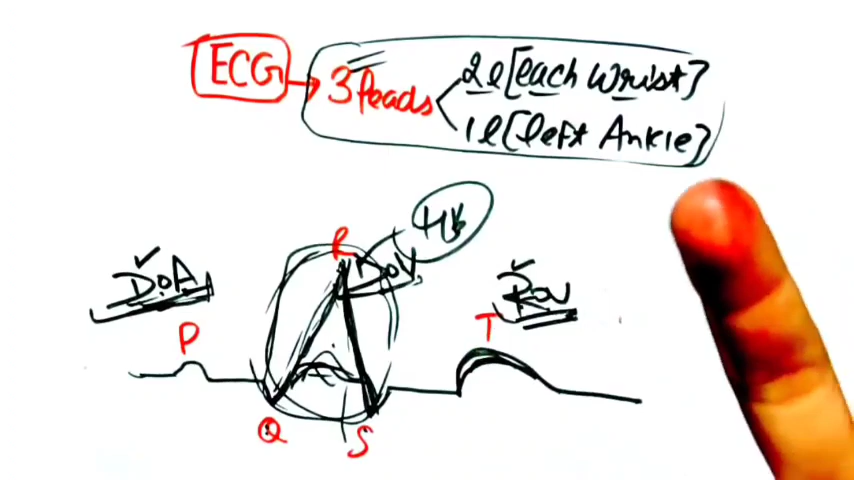 ECG → 3 leads
2l [each wrist]
1l [left Ankle]
R
DOA
DOV
ROV
P
T
Q
S